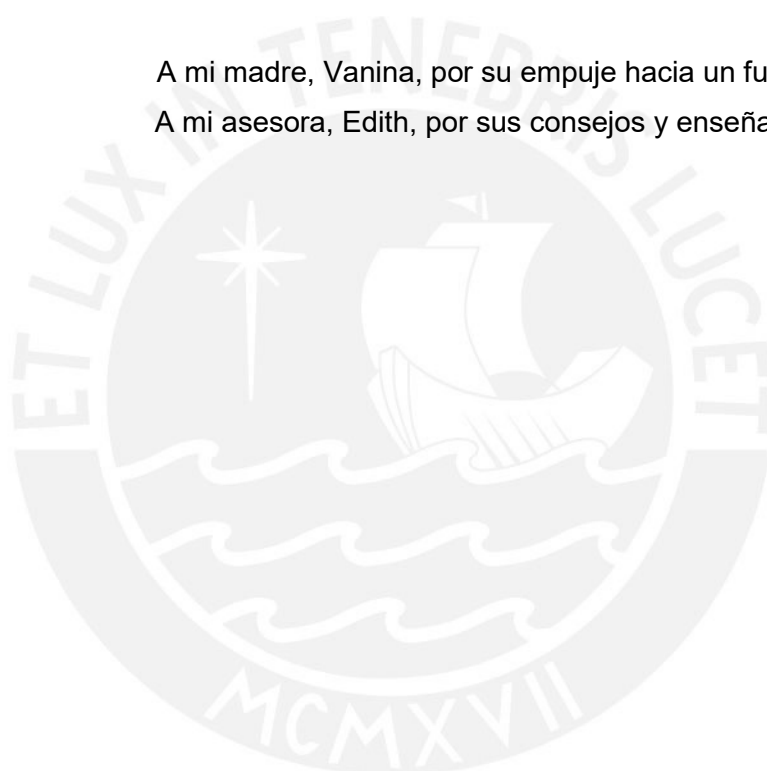 A mi madre, Vanina, por su empuje hacia un
A mi asesora, Edith, por sus consejos y
ET LUX IN TENEBRIS LUCET
MCMXVII